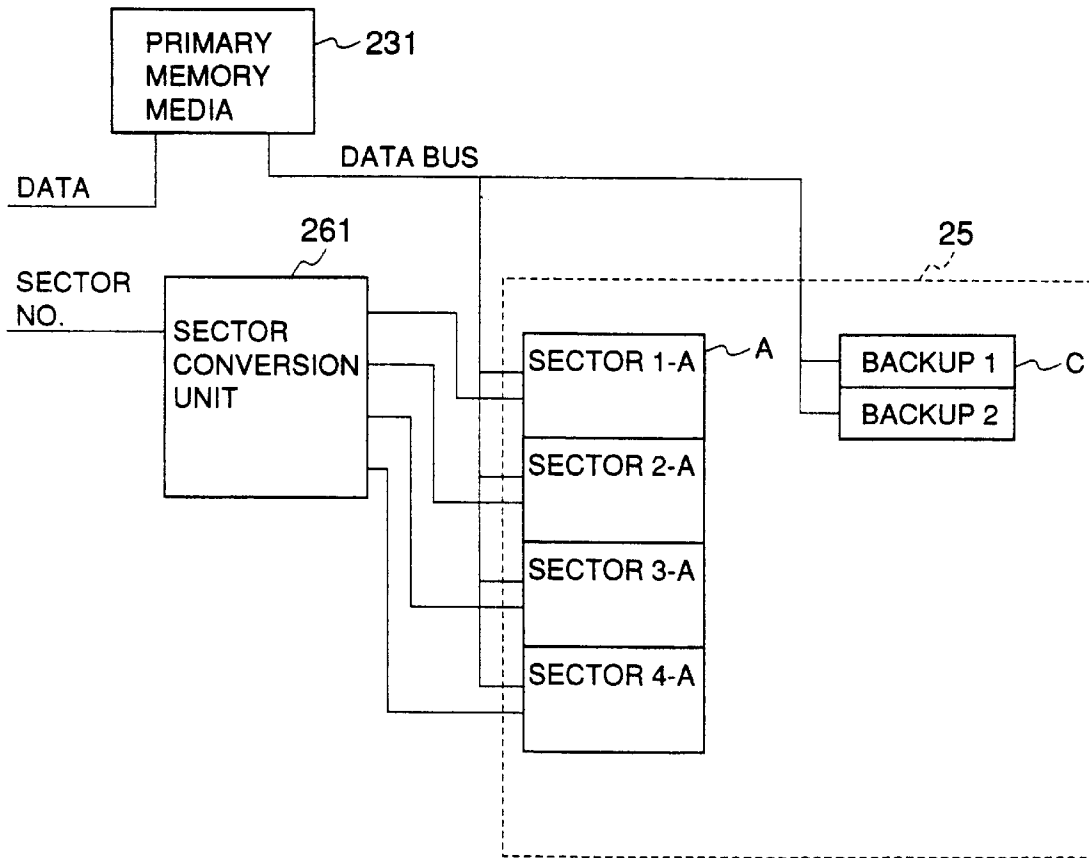 PRIMARY
MEMORY
MEDIA
231
DATA BUS
DATA
261
25
SECTOR
NO.
SECTOR
CONVERSION
UNIT
SECTOR 1-A
A
BACKUP 1
C
BACKUP 2
SECTOR 2-A
SECTOR 3-A
SECTOR 4-A